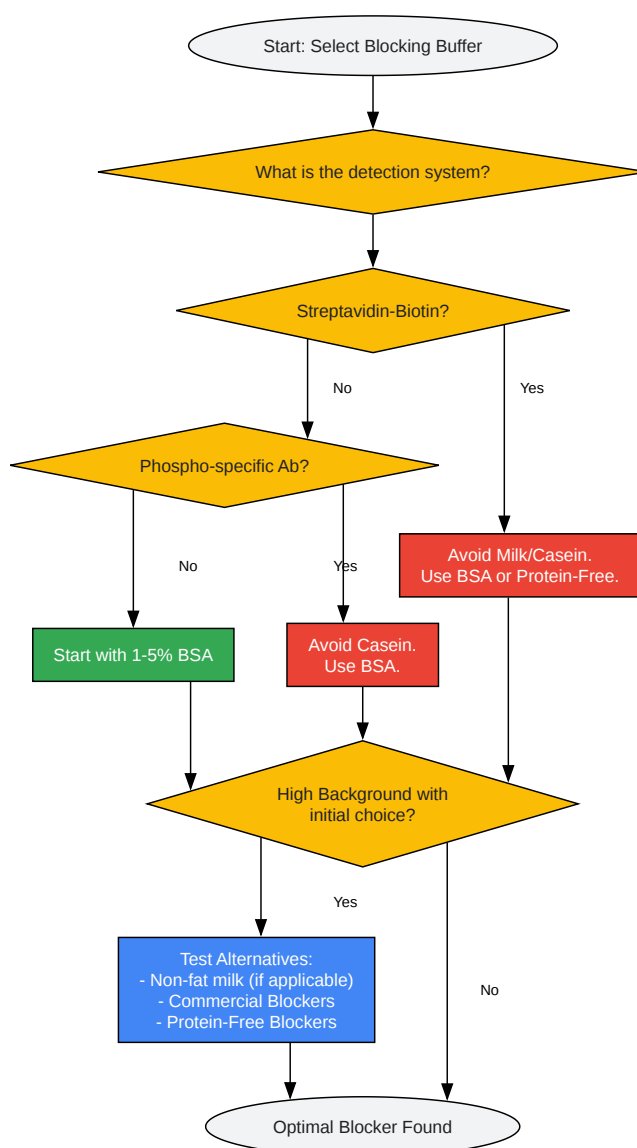 Start: Select Blocking Buffer
What is the detection system?
Streptavidin-Biotin?
No
Yes
Phospho-specific Ab?
No
Yes
Avoid Milk/Casein.
Use BSA or Protein-Free.
Start with 1-5% BSA
Avoid Casein.
Use BSA.
High Background with
initial choice?
Yes
No
Test Alternatives:
- Non-fat milk (if applicable)
- Commercial Blockers
- Protein-Free Blockers
Optimal Blocker Found